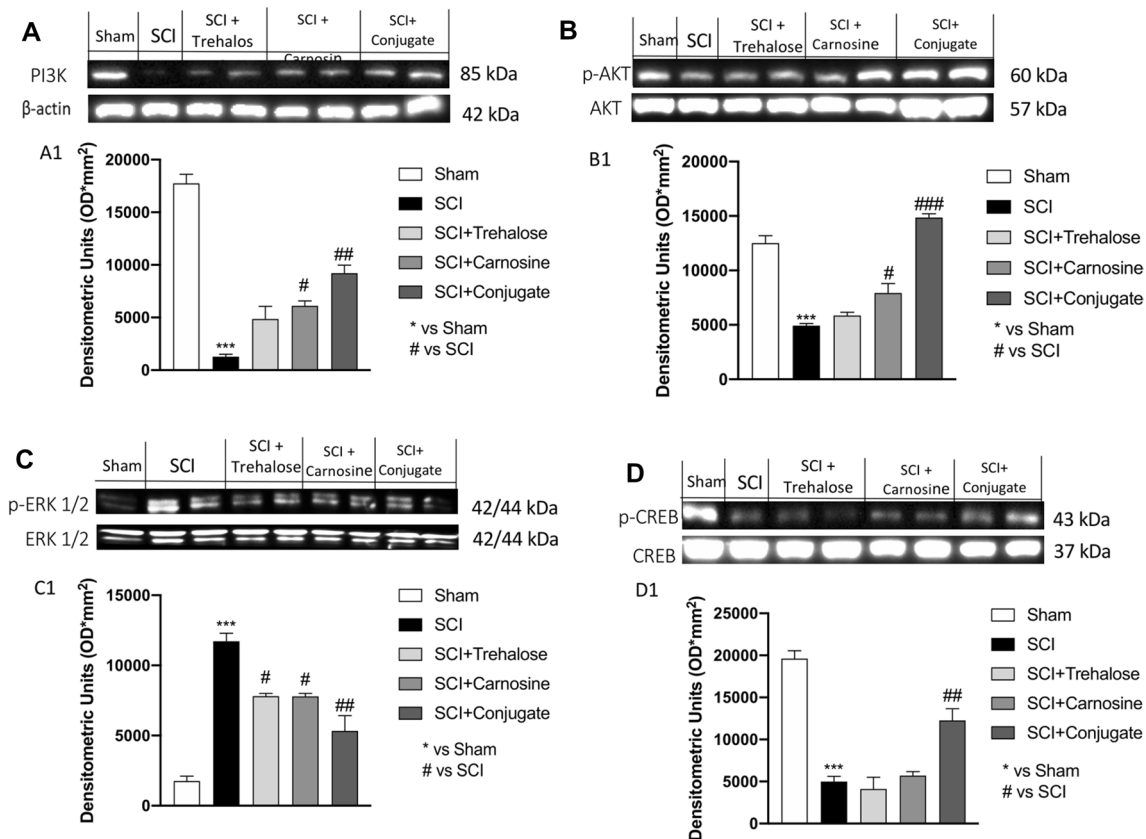 A
Sham
SCI
SCI +
Trehalos
SCI +
Carnosin
SCI+
Conjugate
PI3K
85 kDa
β-actin
42 kDa
A1
Densitometric Units (OD*mm²)
20000
15000
10000
5000
0
***
#
##
Sham
SCI
SCI+Trehalose
SCI+Carnosine
SCI+Conjugate
* vs Sham
# vs SCI
B
Sham
SCI
SCI +
Trehalose
SCI +
Carnosine
SCI+
Conjugate
p-AKT
60 kDa
AKT
57 kDa
B1
Densitometric Units (OD*mm²)
20000
15000
10000
5000
0
***
#
###
Sham
SCI
SCI+Trehalose
SCI+Carnosine
SCI+Conjugate
* vs Sham
# vs SCI
C
Sham
SCI
SCI +
Trehalose
SCI +
Carnosine
SCI+
Conjugate
p-ERK 1/2
42/44 kDa
ERK 1/2
42/44 kDa
C1
Densitometric Units (OD*mm²)
15000
10000
5000
0
***
#
#
##
Sham
SCI
SCI+Trehalose
SCI+Carnosine
SCI+Conjugate
* vs Sham
# vs SCI
D
Sham
SCI
SCI +
Trehalose
SCI +
Carnosine
SCI+
Conjugate
p-CREB
43 kDa
CREB
37 kDa
D1
Densitometric Units (OD*mm²)
25000
20000
15000
10000
5000
0
***
##
Sham
SCI
SCI+Trehalose
SCI+Carnosine
SCI+Conjugate
* vs Sham
# vs SCI